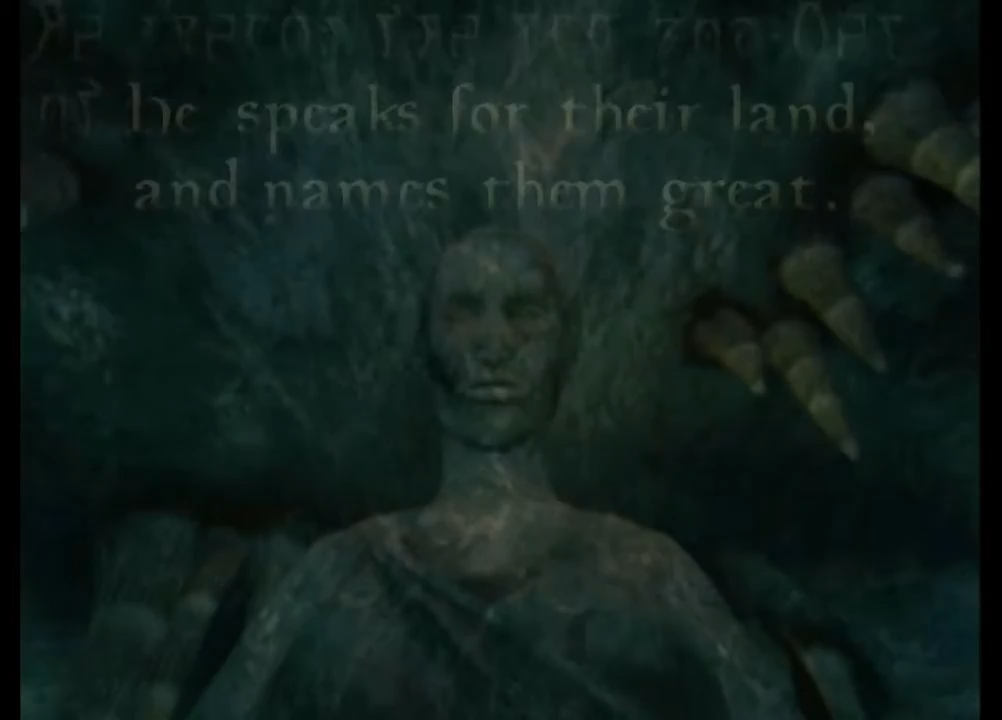 he speaks for their land,
and names them great.